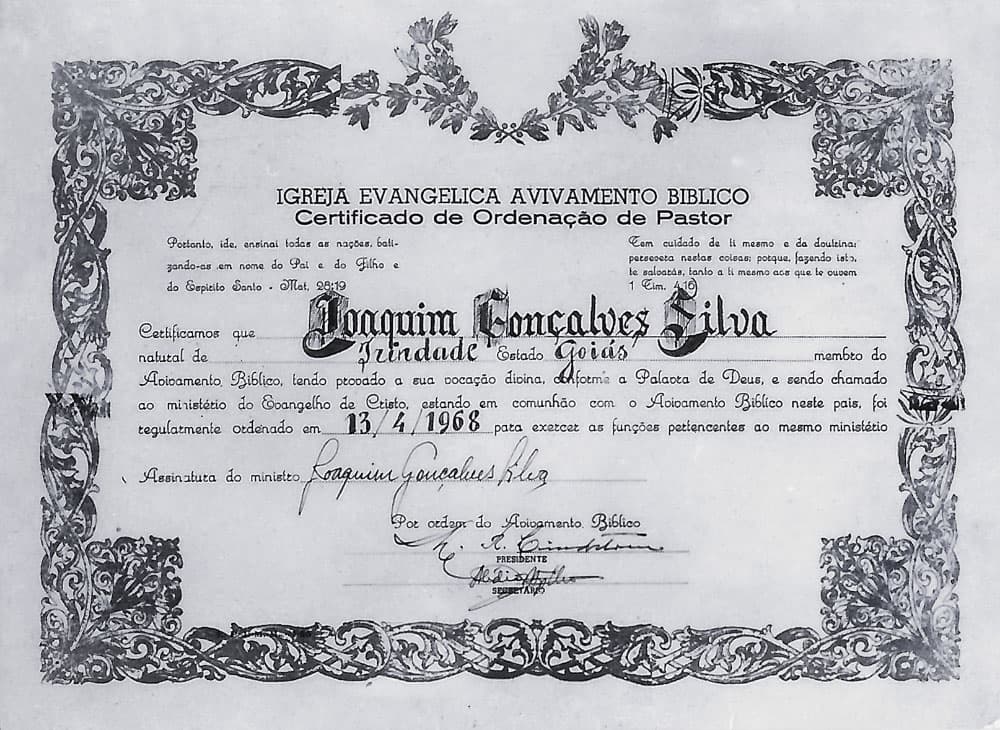 IGREJA EVANGELICA AVIVAMENTO BIBLICO
Certificado de Ordenação de Pastor
Portanto, ide, ensinai todas as nações, bati-
zando-as em nome do Pai e do Filho e
do Espirito Santo - Mat. 28:19
Tem cuidado de ti mesmo e da doutrina;
persevera nestas coisas; porque, fazendo isto,
te salvarás, tanto a ti mesmo aos que te ouvem
1 Tim. 4,16
Certificamos que Joaquim Gonçalves Silva
natural de Trindade Estado Goiás membro do
Avivamento Biblico, tendo provado a sua vocação divina, conforme a Palavra de Deus, e sendo chamado
ao ministério do Evangelho de Cristo, estando em comunhão com o Avivamento Biblico neste pais, foi
regularmente ordenado em 13/4/1968 para exercer as funções pertencentes ao mesmo ministério
Assinatura do ministro Joaquim Gonçalves Silva
Por ordem do Avivamento Biblico
PRESIDENTE
SECRETÁRIO